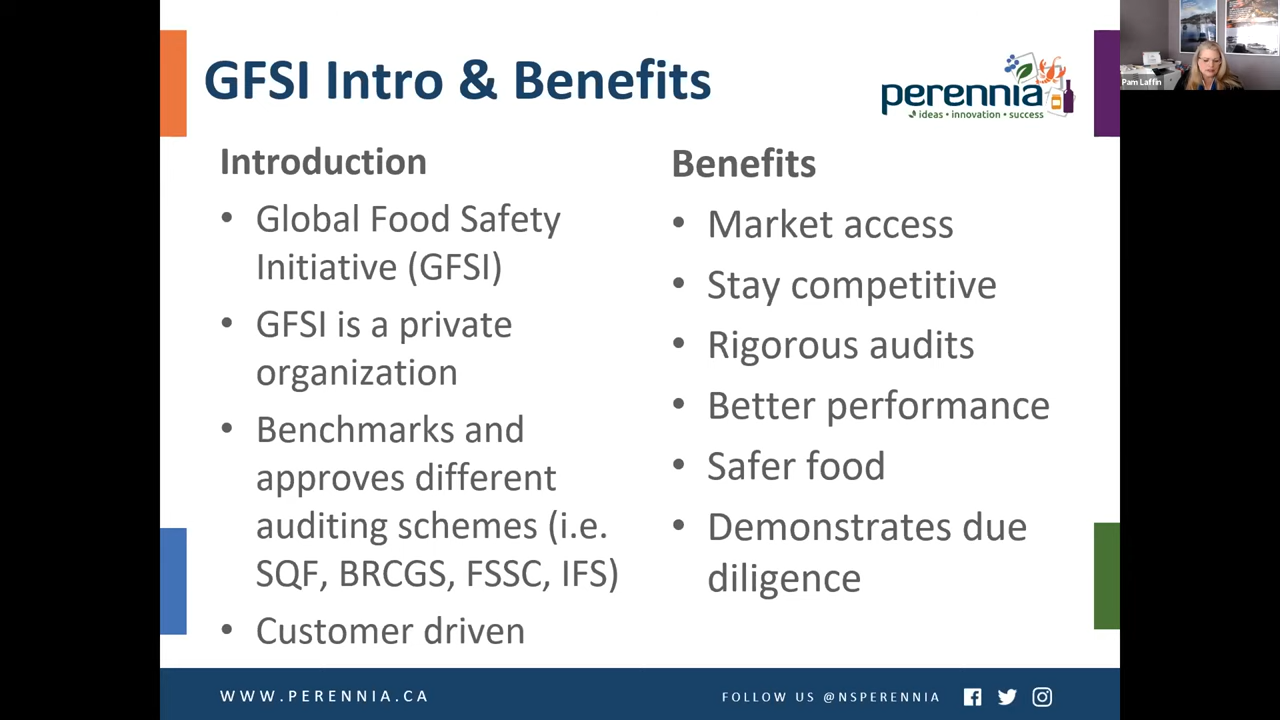 GFSI Intro & Benefits
perennia
ideas • innovation • success
Pam Laffin
Introduction
• Global Food Safety
Initiative (GFSI)
• GFSI is a private
organization
• Benchmarks and
approves different
auditing schemes (i.e.
SQF, BRCGS, FSSC, IFS)
• Customer driven
Benefits
• Market access
• Stay competitive
• Rigorous audits
• Better performance
• Safer food
• Demonstrates due
diligence
WWW.PERENNIA.CA
FOLLOW US @NSPERENNIA